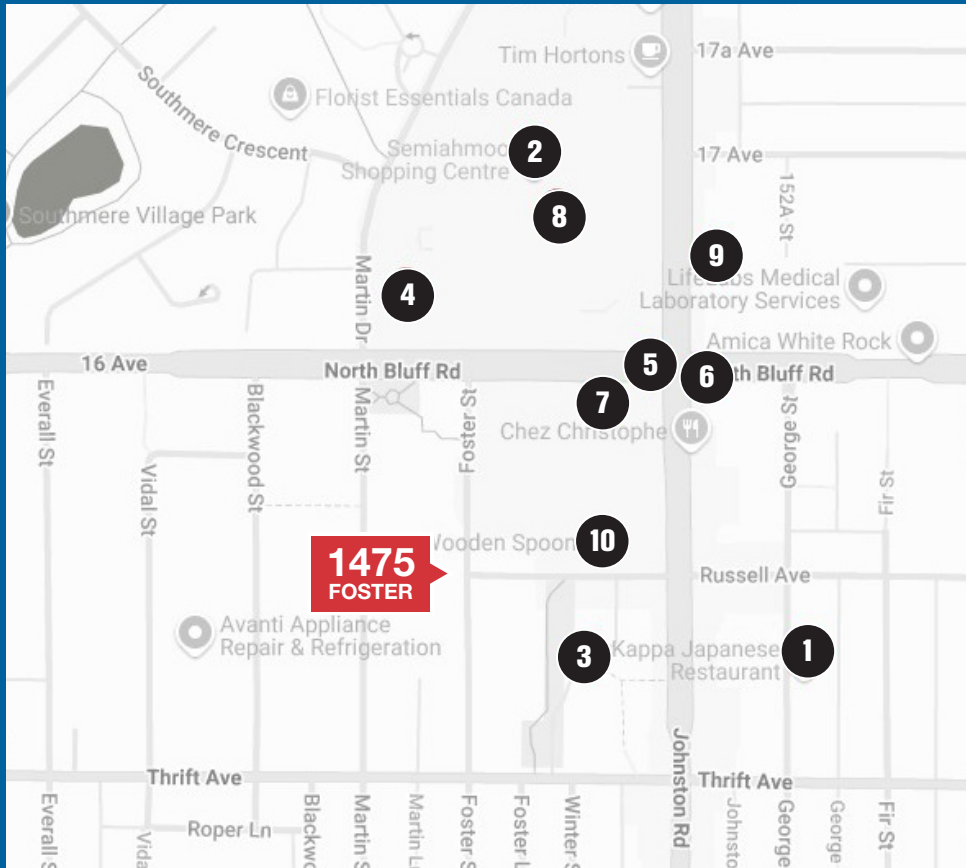 Tim Hortons
17a Ave
Southmere Crescent
Florist Essentials Canada
Semiahmoo
Shopping Centre
2
17 Ave
8
152A St
Southmere Village Park
9
Martin Dr
4
LifeLabs Medical
Laboratory Services
Amica White Rock
16 Ave
North Bluff Rd
5
6
th Bluff Rd
7
Chez Christophe
Everall St
Vidal St
Blackwood St
Martin St
Foster St
George St
Fir St
Wooden Spoon
10
1475
FOSTER
Russell Ave
Avanti Appliance
Repair & Refrigeration
3
Kappa Japanese
Restaurant
1
Johnston Rd
Thrift Ave
Thrift Ave
Roper Ln
Everall S
Vida
Blackwo
Martin S
Martin L
Foster S
Foster L
Winter S
Johnsto
George
George
Fir St